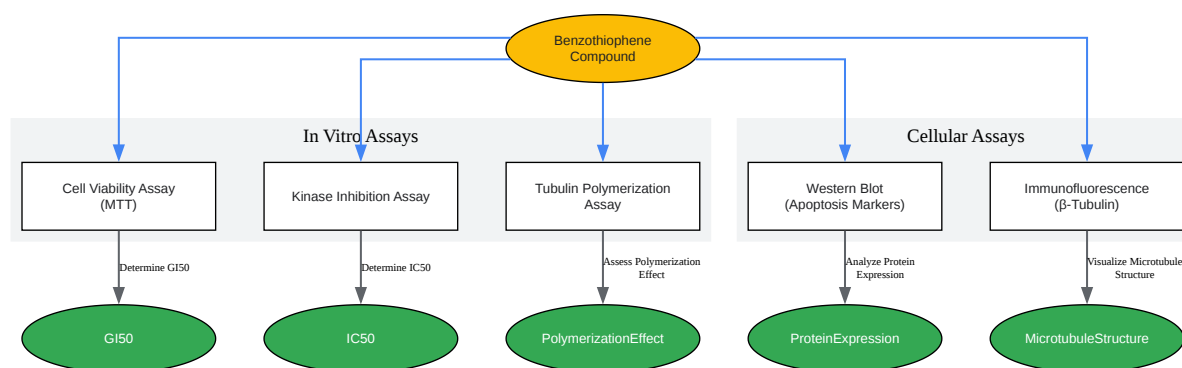 Benzothiophene
Compound
In Vitro Assays
Cellular Assays
Cell Viability Assay
(MTT)
Kinase Inhibition Assay
Tubulin Polymerization
Assay
Western Blot
(Apoptosis Markers)
Immunofluorescence
(β-Tubulin)
Determine GI50
Determine IC50
Assess Polymerization
Effect
Analyze Protein
Expression
Visualize Microtubule
Structure
GI50
IC50
PolymerizationEffect
ProteinExpression
MicrotubuleStructure